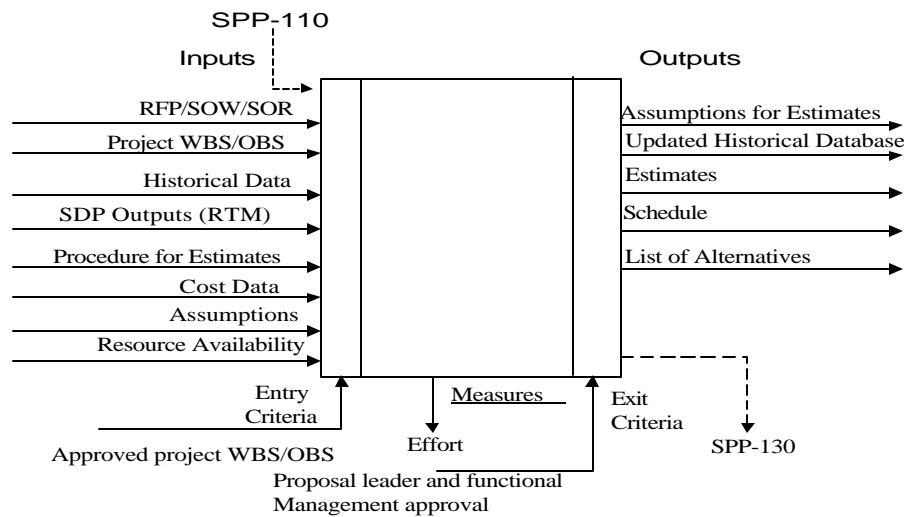 SPP-110
Inputs
Outputs
RFP/SOW/SOR
Project WBS/OBS
Historical Data
SDP Outputs (RTM)
Procedure for Estimates
Cost Data
Assumptions
Resource Availability
Assumptions for Estimates
Updated Historical Database
Estimates
Schedule
List of Alternatives
Entry
Criteria
Approved project WBS/OBS
Measures
Effort
Exit
Criteria
Proposal leader and functional
Management approval
SPP-130